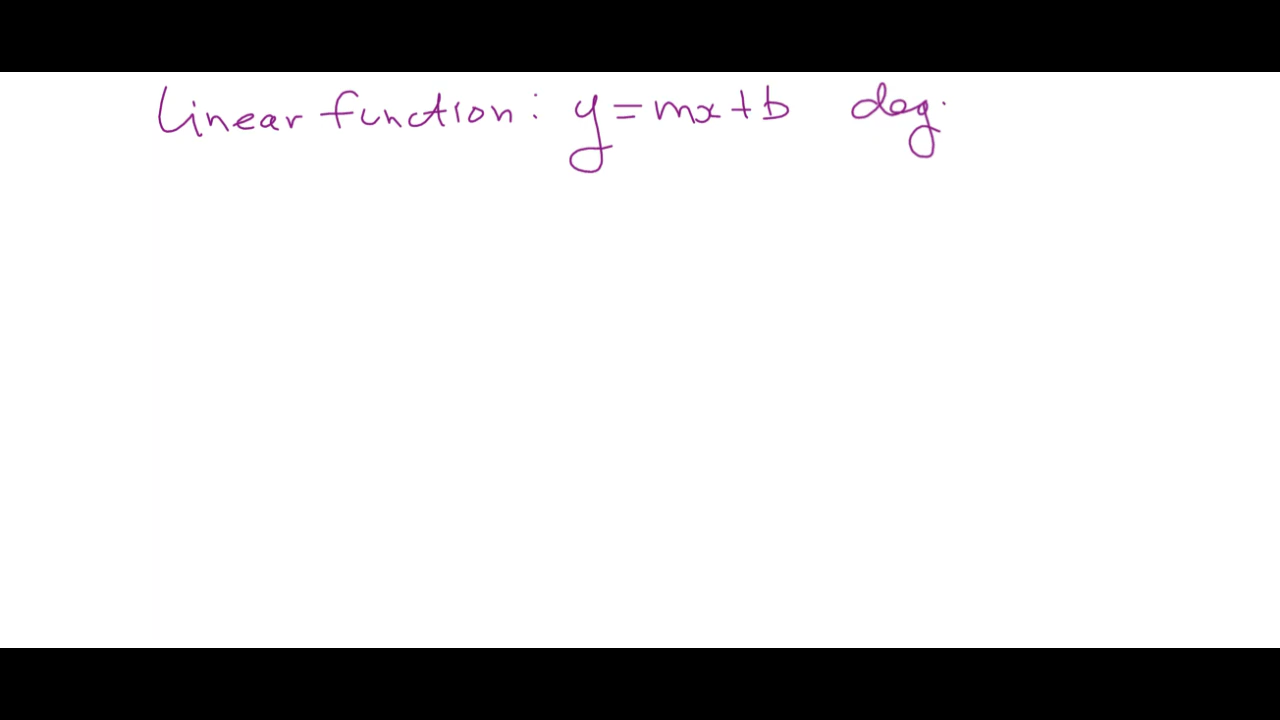 Linear function: y = mx + b deg.